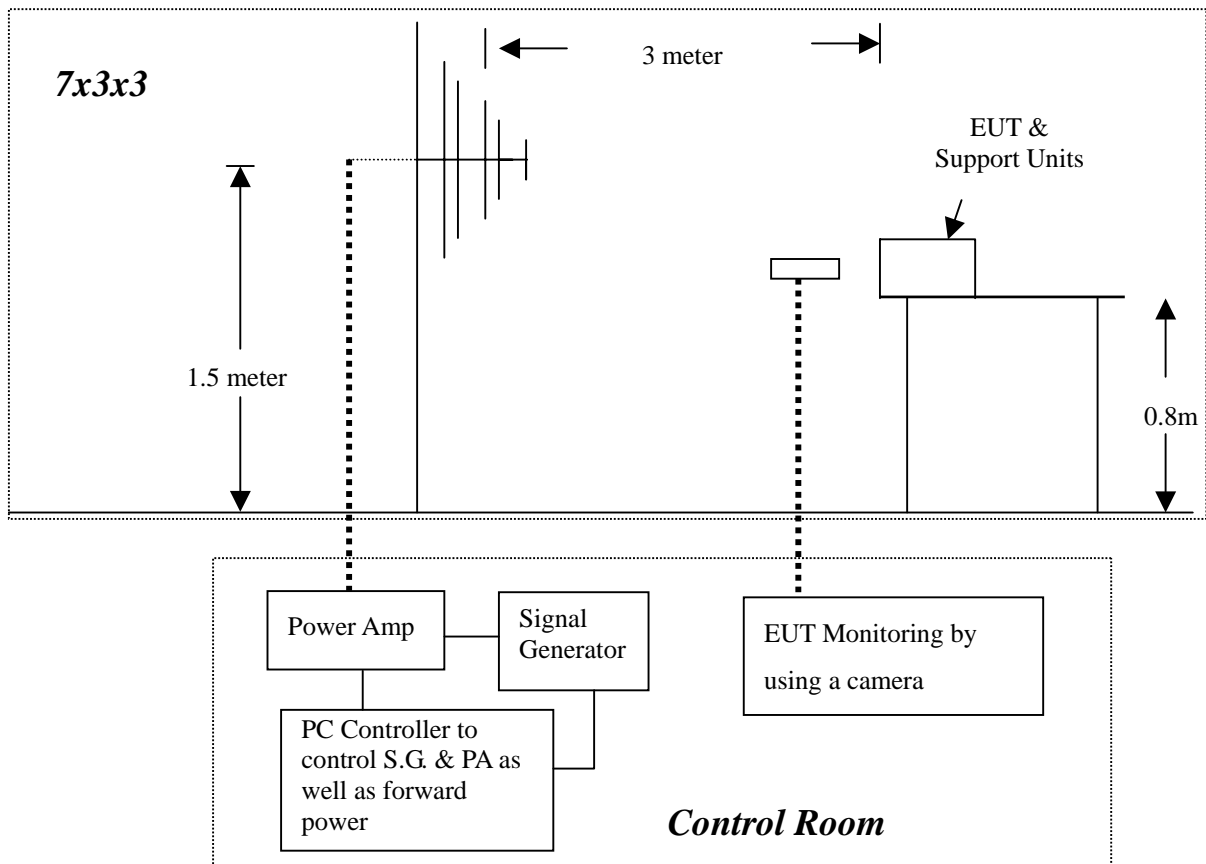 7x3x3
3 meter
EUT &
Support Units
1.5 meter
0.8m
Power Amp
Signal
Generator
EUT Monitoring by
using a camera
PC Controller to
control S.G. & PA as
well as forward
power
Control Room